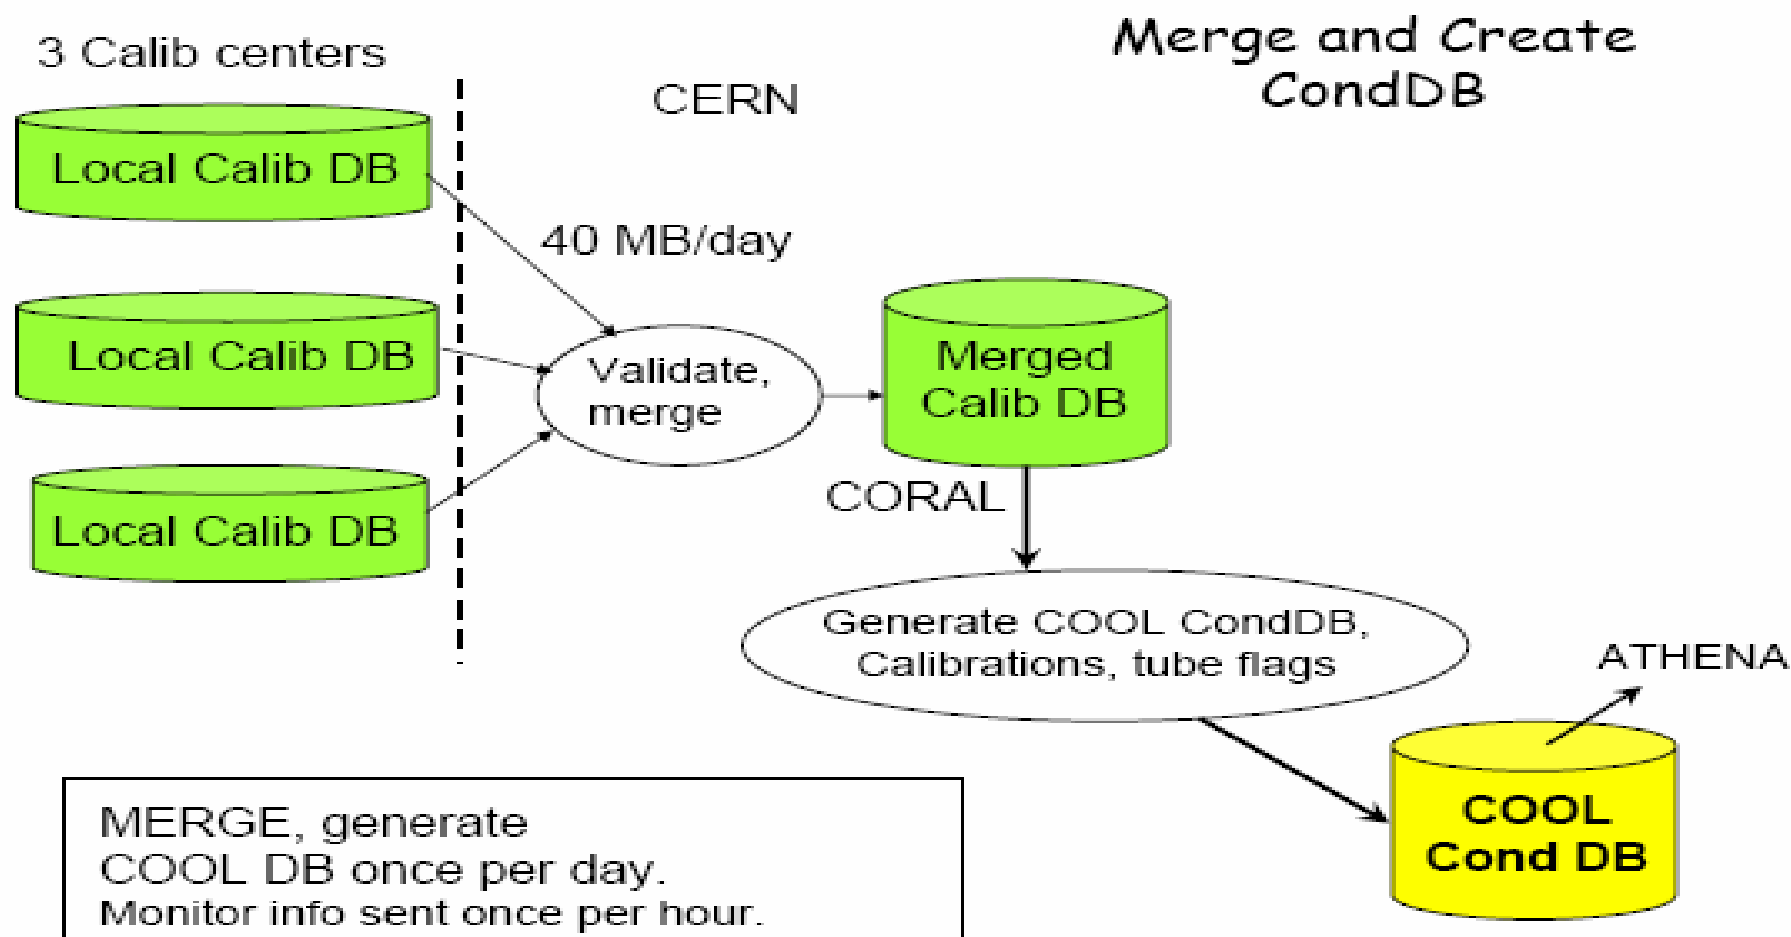 Merge and Create
CondDB
3 Calib centers
CERN
Local Calib DB
40 MB/day
Local Calib DB
Validate,
merge
Merged
Calib DB
Local Calib DB
CORAL
Generate COOL CondDB,
Calibrations, tube flags
ATHENA
COOL
Cond DB
MERGE, generate
COOL DB once per day.
Monitor info sent once per hour.